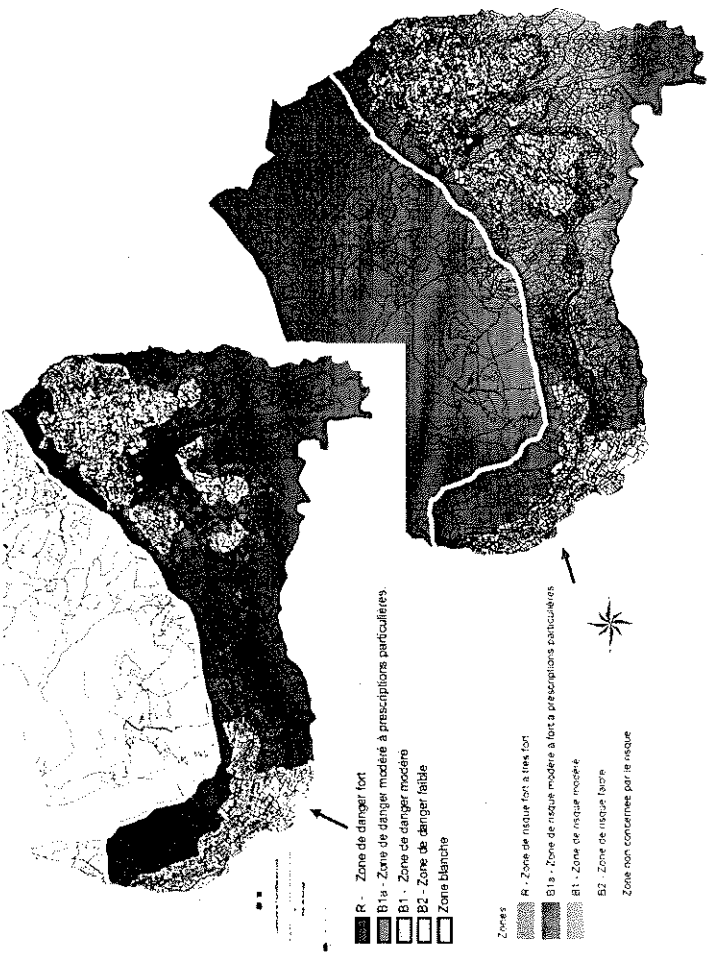 R - Zone de danger fort
B1a - Zone de danger modéré à prescriptions particulières.
B1 - Zone de danger modéré
B2 - Zone de danger faible
Zone blanche
Zones
R - Zone de risque fort a tres fort
B1a - Zone de risque modéré à fort a prescriptions particulières
B1 - Zone de risque modéré
B2 - Zone de risque faible
Zone non concernee par le risque